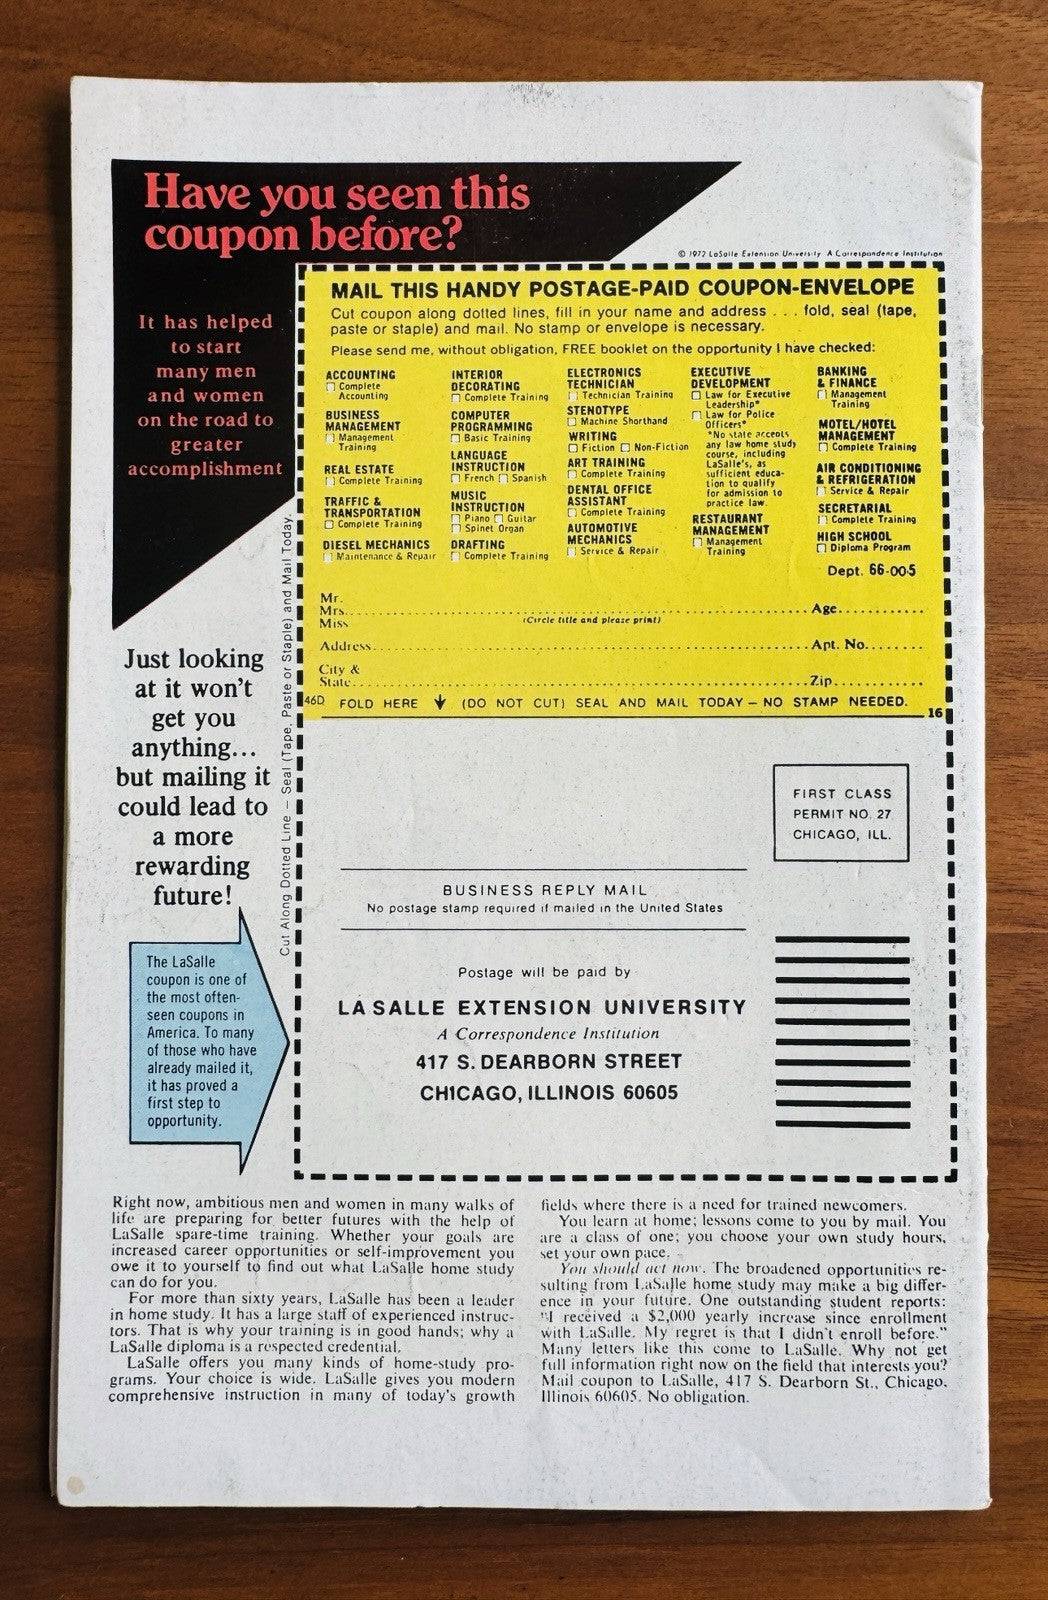 Have you seen this
coupon before?
© 1972 LaSalle Extension University A Correspondence Institution
It has helped
to start
many men
and women
on the road to
greater
accomplishment
MAIL THIS HANDY POSTAGE-PAID COUPON-ENVELOPE
Cut coupon along dotted lines, fill in your name and address . . . fold, seal (tape,
paste or staple) and mail. No stamp or envelope is necessary.
Please send me, without obligation, FREE booklet on the opportunity I have checked:
ACCOUNTING
Complete
Accounting
BUSINESS
MANAGEMENT
Management
Training
REAL ESTATE
Complete Training
TRAFFIC &
TRANSPORTATION
Complete Training
DIESEL MECHANICS
Maintenance & Repair
INTERIOR
DECORATING
Complete Training
COMPUTER
PROGRAMMING
Basic Training
LANGUAGE
INSTRUCTION
French Spanish
MUSIC
INSTRUCTION
Piano Guitar
Spinet Organ
DRAFTING
Complete Training
ELECTRONICS
TECHNICIAN
Technician Training
STENOTYPE
Machine Shorthand
WRITING
Fiction Non-Fiction
ART TRAINING
Complete Training
DENTAL OFFICE
ASSISTANT
Complete Training
AUTOMOTIVE
MECHANICS
Service & Repair
EXECUTIVE
DEVELOPMENT
Law for Executive
Leadership*
Law for Police
Officers*
*No state accepts
any law home study
course, including
LaSalle's, as
sufficient educa-
tion to qualify
for admission to
practice law.
RESTAURANT
MANAGEMENT
Management
Training
BANKING
& FINANCE
Management
Training
MOTEL/HOTEL
MANAGEMENT
Complete Training
AIR CONDITIONING
& REFRIGERATION
Service & Repair
SECRETARIAL
Complete Training
HIGH SCHOOL
Diploma Program
Dept. 66-005
Mr.
Mrs. Age
Miss (Circle title and please print)
Address Apt. No.
City &
State Zip
46D FOLD HERE (DO NOT CUT) SEAL AND MAIL TODAY – NO STAMP NEEDED.
16
Cut Along Dotted Line – Seal (Tape, Paste or Staple) and Mail Today.
Just looking
at it won't
get you
anything...
but mailing it
could lead to
a more
rewarding
future!
FIRST CLASS
PERMIT NO. 27
CHICAGO, ILL.
BUSINESS REPLY MAIL
No postage stamp required if mailed in the United States
Postage will be paid by
LA SALLE EXTENSION UNIVERSITY
A Correspondence Institution
417 S. DEARBORN STREET
CHICAGO, ILLINOIS 60605
The LaSalle
coupon is one of
the most often-
seen coupons in
America. To many
of those who have
already mailed it,
it has proved a
first step to
opportunity.
Right now, ambitious men and women in many walks of
life are preparing for better futures with the help of
LaSalle spare-time training. Whether your goals are
increased career opportunities or self-improvement you
owe it to yourself to find out what LaSalle home study
can do for you.
For more than sixty years, LaSalle has been a leader
in home study. It has a large staff of experienced instruc-
tors. That is why your training is in good hands; why a
LaSalle diploma is a respected credential.
LaSalle offers you many kinds of home-study pro-
grams. Your choice is wide. LaSalle gives you modern
comprehensive instruction in many of today's growth
fields where there is a need for trained newcomers.
You learn at home; lessons come to you by mail. You
are a class of one; you choose your own study hours,
set your own pace.
You should act now. The broadened opportunities re-
sulting from LaSalle home study may make a big differ-
ence in your future. One outstanding student reports:
"I received a $2,000 yearly increase since enrollment
with LaSalle. My regret is that I didn't enroll before."
Many letters like this come to LaSalle. Why not get
full information right now on the field that interests you?
Mail coupon to LaSalle, 417 S. Dearborn St., Chicago,
Illinois 60605. No obligation.